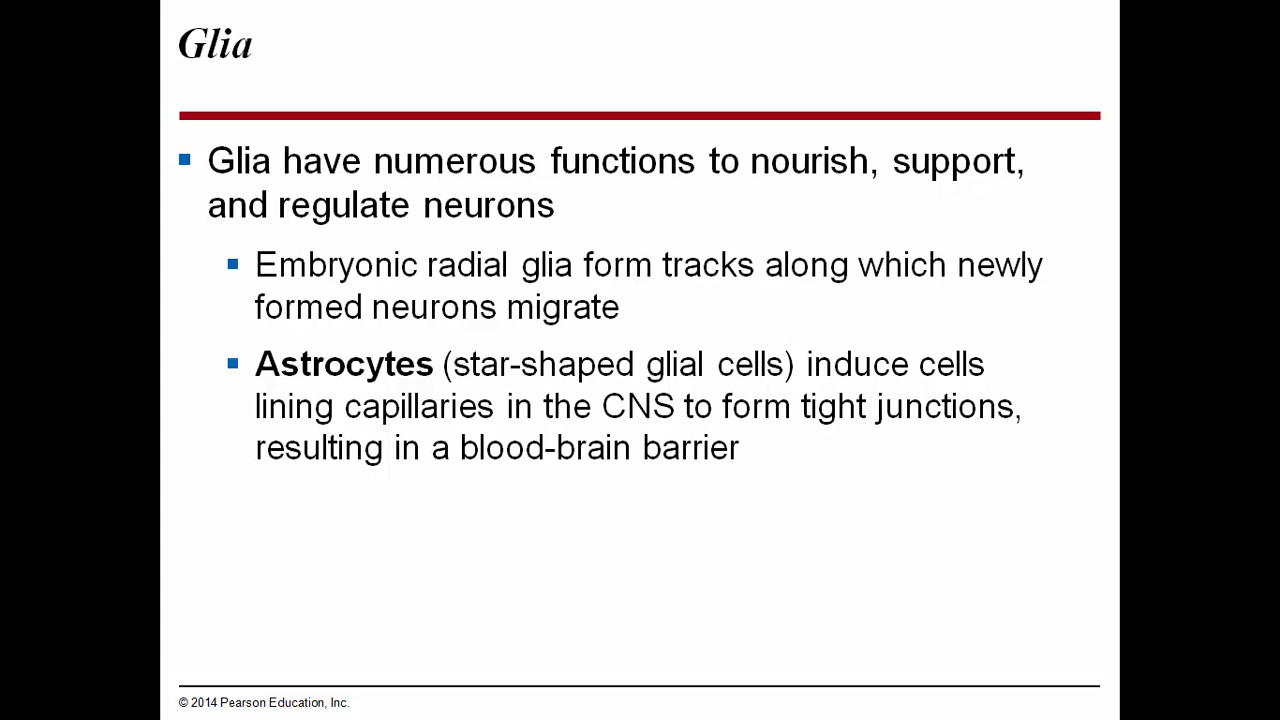 Glia
Glia have numerous functions to nourish, support,
and regulate neurons
Embryonic radial glia form tracks along which newly
formed neurons migrate
Astrocytes (star-shaped glial cells) induce cells
lining capillaries in the CNS to form tight junctions,
resulting in a blood-brain barrier
© 2014 Pearson Education, Inc.